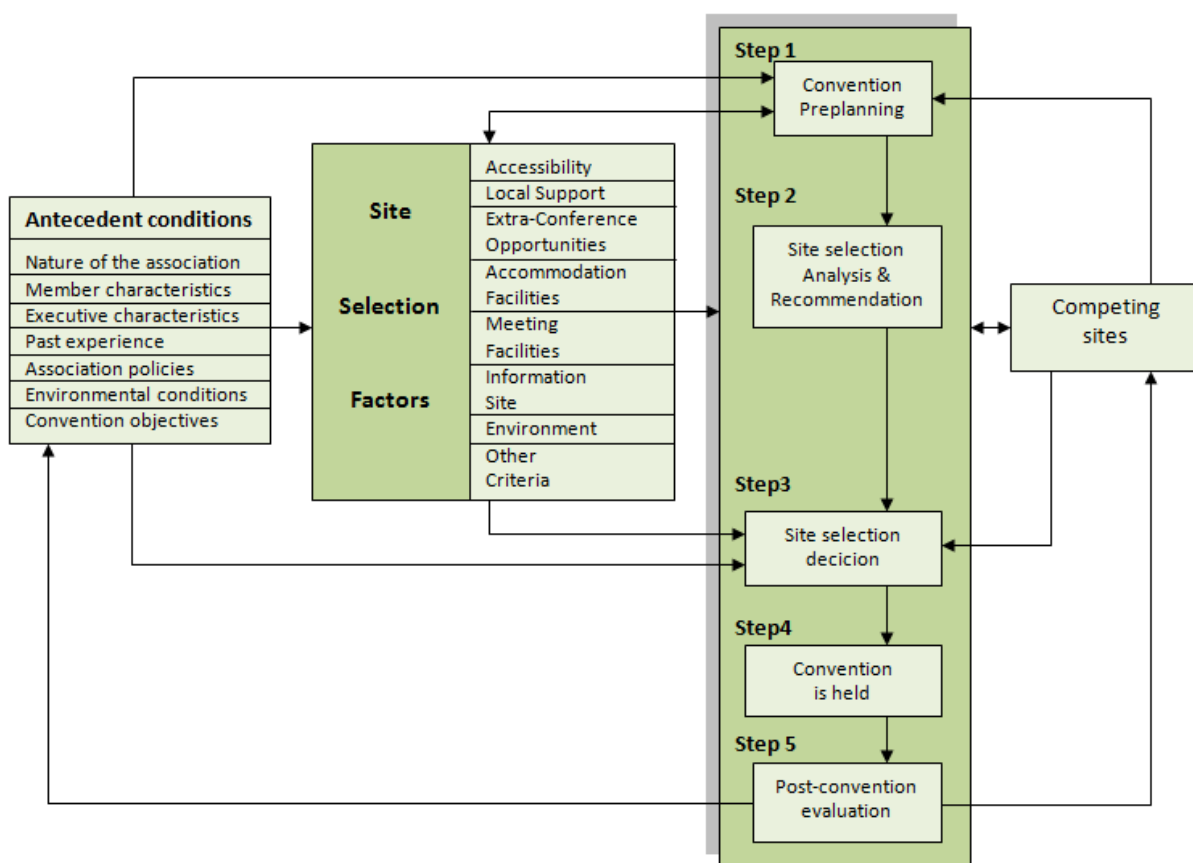 Antecedent conditions
Nature of the association
Member characteristics
Executive characteristics
Past experience
Association policies
Environmental conditions
Convention objectives
Site
Selection
Factors
Accessibility
Local Support
Extra-Conference
Opportunities
Accommodation
Facilities
Meeting
Facilities
Information
Site
Environment
Other
Criteria
Step 1
Convention
Preplanning
Step 2
Site selection
Analysis &
Recommendation
Step3
Site selection
decicion
Step4
Convention
is held
Step 5
Post-convention
evaluation
Competing
sites